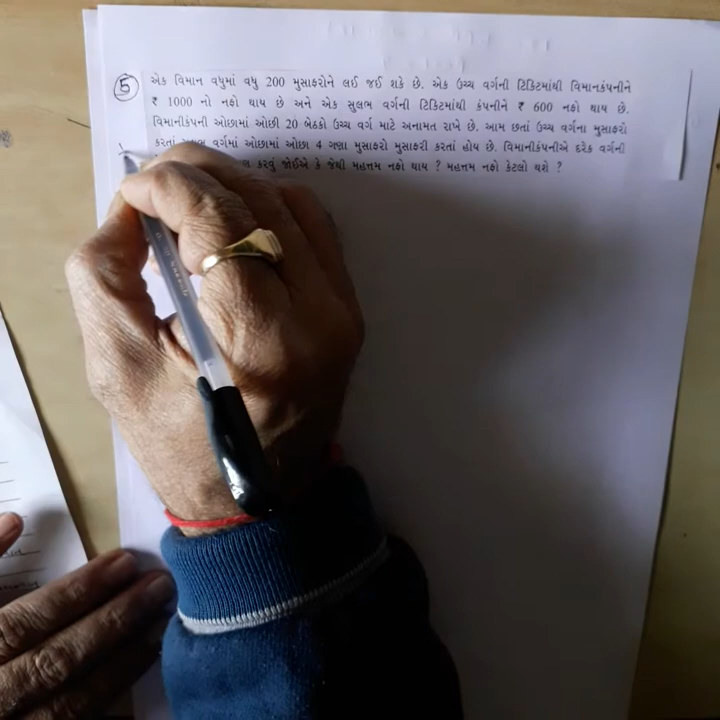 5
એક વિમાન વધુમાં વધુ 200 મુસાફરોને લઈ જઈ શકે છે. એક ઉચ્ચ વર્ગની ટિકિટમાંથી વિમાનકંપનીને
₹ 1000 નો નફો થાય છે અને એક સુલભ વર્ગની ટિકિટમાંથી કંપનીને ₹ 600 નફો થાય છે.
વિમાનીકંપની ઓછામાં ઓછી 20 બેઠકો ઉચ્ચ વર્ગ માટે અનામત રાખે છે. આમ છતાં ઉચ્ચ વર્ગના મુસાફરો
કરતાં વર્ગમાં ઓછામાં ઓછા 4 ગણા મુસાફરો મુસાફરી કરતાં હોય છે. વિમાનીકંપનીએ દરેક વર્ગની
કરવું જોઈએ કે જેથી મહત્તમ નફો થાય ? મહત્તમ નફો કેટલો થશે ?